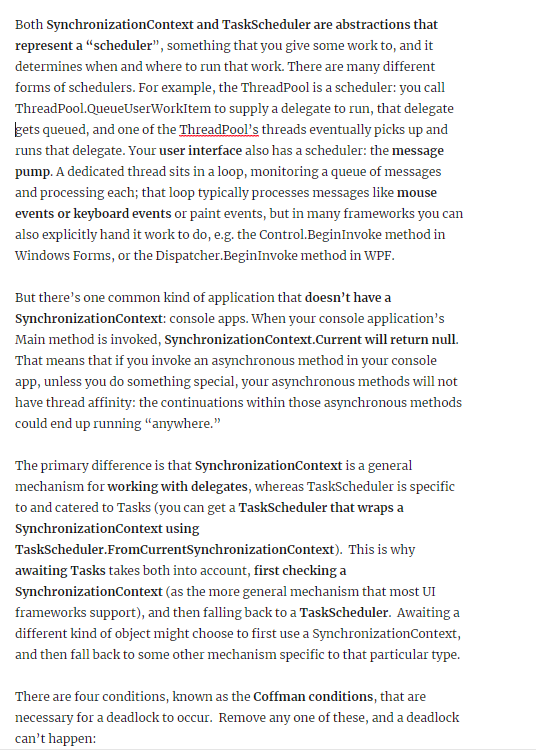 Both SynchronizationContext and TaskScheduler are abstractions that
represent a “scheduler”, something that you give some work to, and it
determines when and where to run that work. There are many different
forms of schedulers. For example, the ThreadPool is a scheduler: you call
ThreadPool.QueueUserWorkItem to supply a delegate to run, that delegate
gets queued, and one of the ThreadPool’s threads eventually picks up and
runs that delegate. Your user interface also has a scheduler: the message
pump. A dedicated thread sits in a loop, monitoring a queue of messages
and processing each; that loop typically processes messages like mouse
events or keyboard events or paint events, but in many frameworks you can
also explicitly hand it work to do, e.g. the Control.BeginInvoke method in
Windows Forms, or the Dispatcher.BeginInvoke method in WPF.
But there’s one common kind of application that doesn’t have a
SynchronizationContext: console apps. When your console application’s
Main method is invoked, SynchronizationContext.Current will return null.
That means that if you invoke an asynchronous method in your console
app, unless you do something special, your asynchronous methods will not
have thread affinity: the continuations within those asynchronous methods
could end up running “anywhere.”
The primary difference is that SynchronizationContext is a general
mechanism for working with delegates, whereas TaskScheduler is specific
to and catered to Tasks (you can get a TaskScheduler that wraps a
SynchronizationContext using
TaskScheduler.FromCurrentSynchronizationContext). This is why
awaiting Tasks takes both into account, first checking a
SynchronizationContext (as the more general mechanism that most UI
frameworks support), and then falling back to a TaskScheduler. Awaiting a
different kind of object might choose to first use a SynchronizationContext,
and then fall back to some other mechanism specific to that particular type.
There are four conditions, known as the Coffman conditions, that are
necessary for a deadlock to occur. Remove any one of these, and a deadlock
can’t happen: